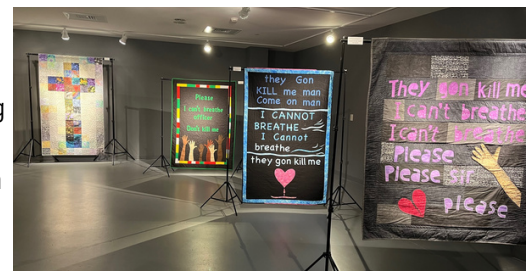 Please
I can't breathe
officer
Don't kill me
they Gon
KILL me man
Come on man
I CANNOT
BREATHE
I Cannot
breathe
they gon kill me
They gon kill me
I can't breathe
I can't breathe
Please
Please sir
please